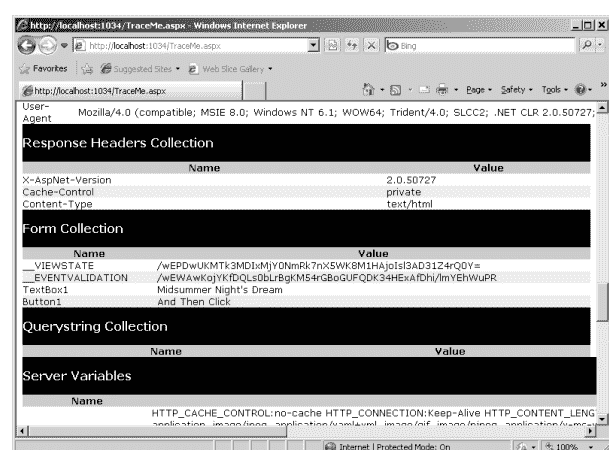 http://localhost:1034/TraceMe.aspx - Windows Internet Explorer
http://localhost:1034/TraceMe.aspx
Bing
Favorites Suggested Sites Web Slice Gallery
http://localhost:1034/TraceMe.aspx
Page Safety Tools
User-Agent Mozilla/4.0 (compatible; MSIE 8.0; Windows NT 6.1; WOW64; Trident/4.0; SLCC2; .NET CLR 2.0.50727;
Response Headers Collection
Name Value
X-AspNet-Version 2.0.50727
Cache-Control private
Content-Type text/html
Form Collection
Name Value
__VIEWSTATE /wEPDwUKMTk3MDIxMjY0NmRk7nX5WK8M1HAjoIsl3AD31Z4rQ0Y=
__EVENTVALIDATION /wEWAwKojYKfDQLs0bLrBgKM54rGBoGUFQDK34HExAfDhi/lmYEhWuPR
TextBox1 Midsummer Night's Dream
Button1 And Then Click
Querystring Collection
Name Value
Server Variables
Name
HTTP_CACHE_CONTROL:no-cache HTTP_CONNECTION:Keep-Alive HTTP_CONTENT_LENG
Internet | Protected Mode: On 100%